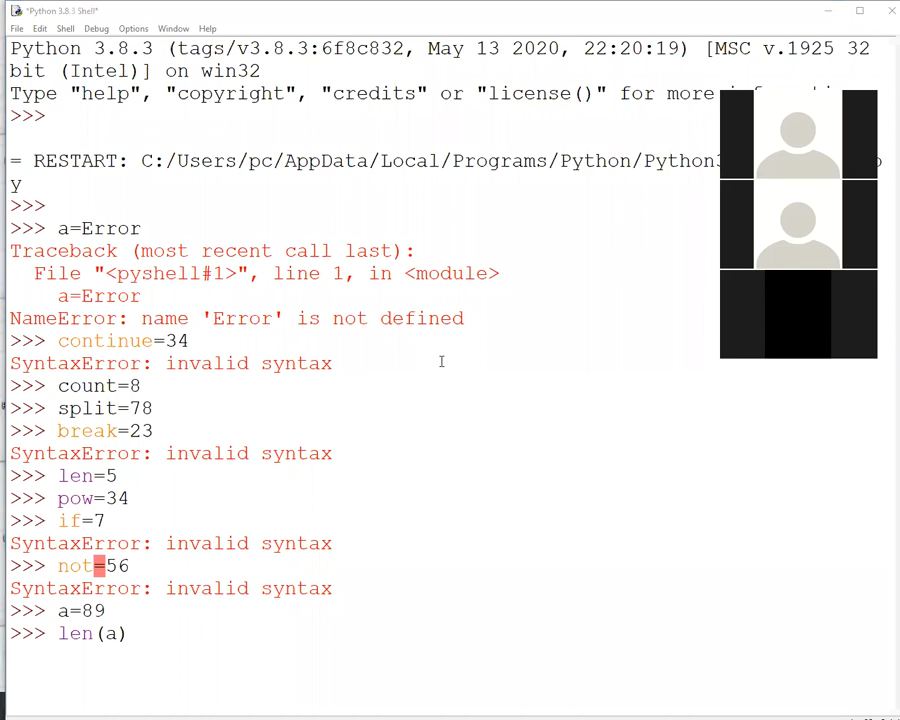 *Python 3.8.3 Shell*
File Edit Shell Debug Options Window Help
Python 3.8.3 (tags/v3.8.3:6f8c832, May 13 2020, 22:20:19) [MSC v.1925 32
bit (Intel)] on win32
Type "help", "copyright", "credits" or "license()" for more
>>>
= RESTART: C:/Users/pc/AppData/Local/Programs/Python/Python3
y
>>>
>>> a=Error
Traceback (most recent call last):
  File "<pyshell#1>", line 1, in <module>
    a=Error
NameError: name 'Error' is not defined
>>> continue=34
SyntaxError: invalid syntax
>>> count=8
>>> split=78
>>> break=23
SyntaxError: invalid syntax
>>> len=5
>>> pow=34
>>> if=7
SyntaxError: invalid syntax
>>> not=56
SyntaxError: invalid syntax
>>> a=89
>>> len(a)